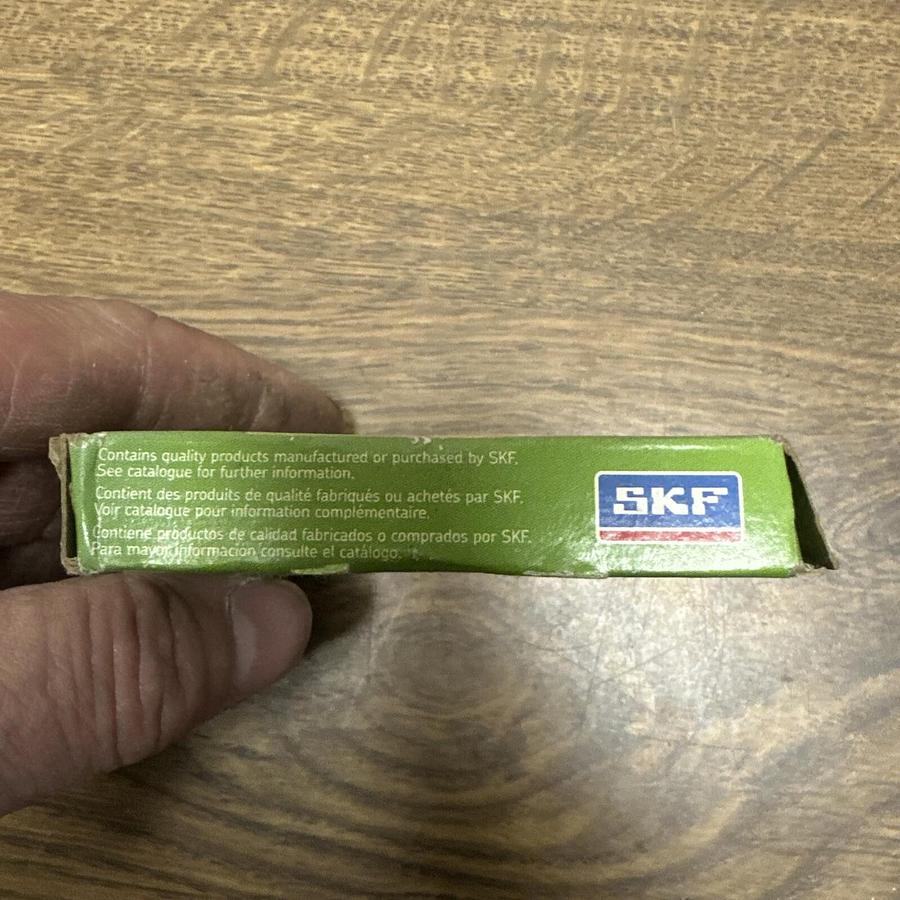 Contains quality products manufactured or purchased by SKF.
See catalogue for further information.
Contient des produits de qualité fabriqués ou achetés par SKF.
Voir catalogue pour information complémentaire.
Contiene productos de calidad fabricados o comprados por SKF.
Para mayor información consulte el catálogo.
SKF